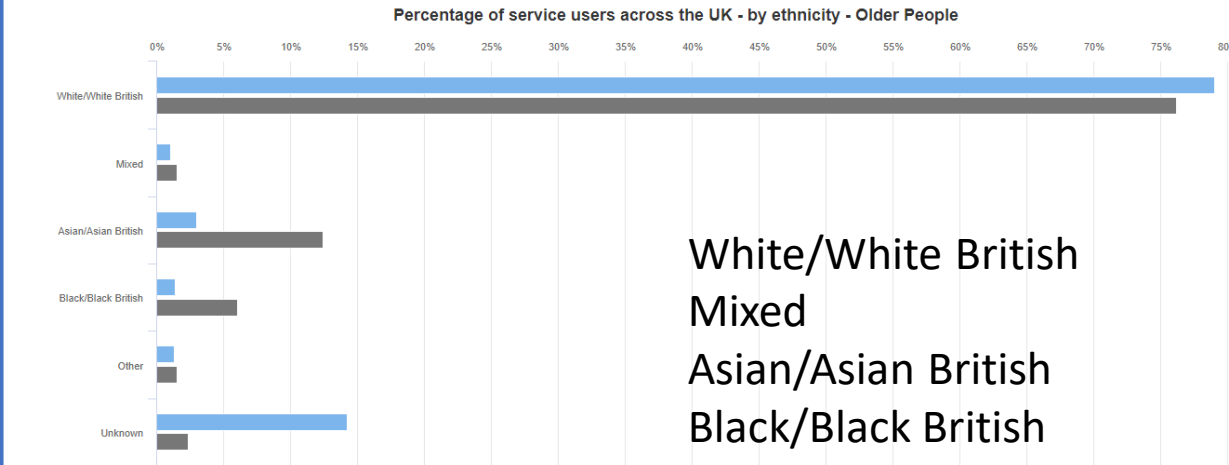 Percentage of service users across the UK - by ethnicity - Older People
0% 5% 10% 15% 20% 25% 30% 35% 40% 45% 50% 55% 60% 65% 70% 75% 80
White/White British
Mixed
Asian/Asian British
Black/Black British
Other
Unknown
White/White British
Mixed
Asian/Asian British
Black/Black British